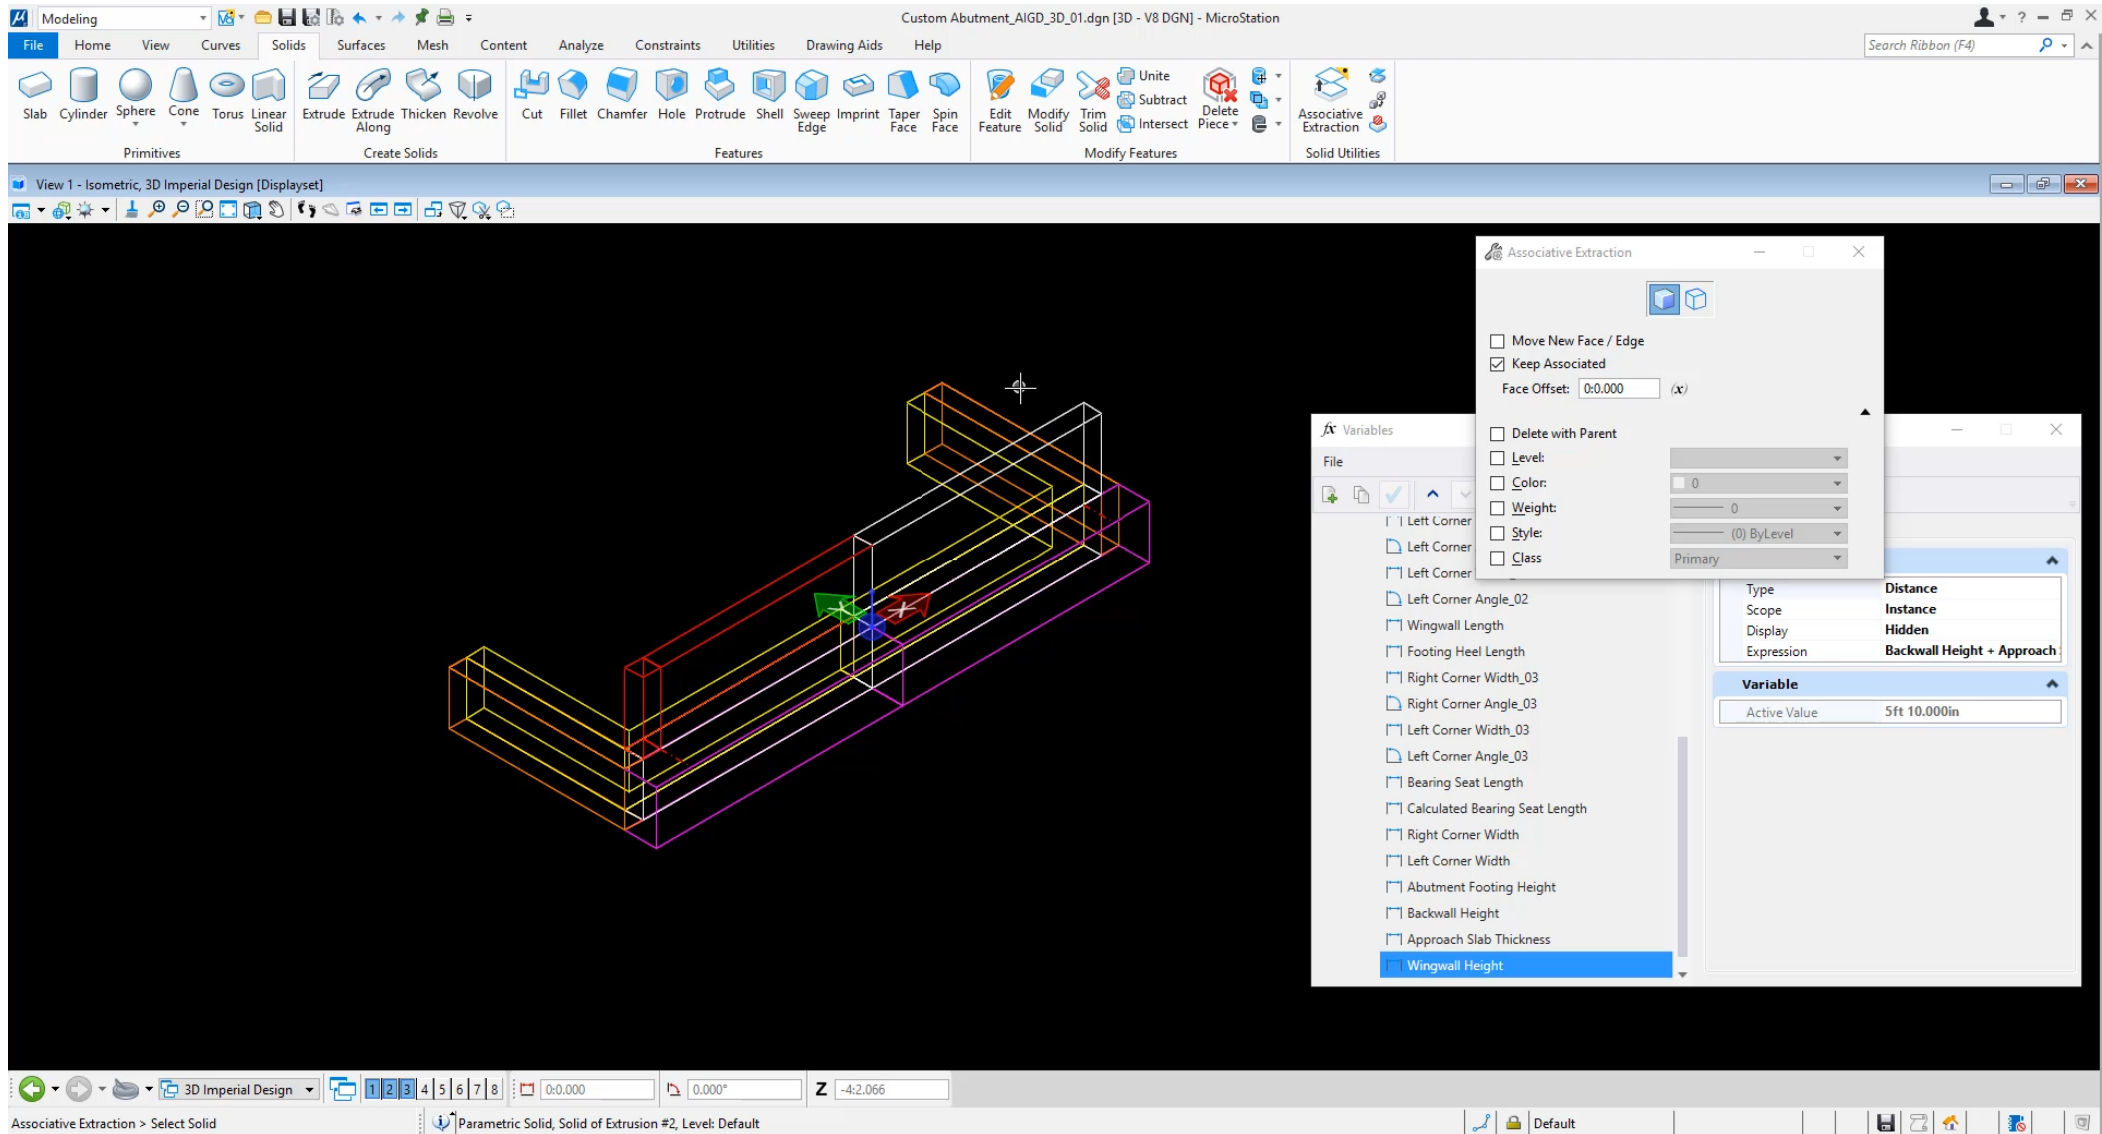 Modeling
Custom Abutment_AIGD_3D_01.dgn [3D - V8 DGN] - MicroStation
File Home View Curves Solids Surfaces Mesh Content Analyze Constraints Utilities Drawing Aids Help
Search Ribbon (F4)
Slab Cylinder Sphere Cone Torus Linear Solid
Primitives
Extrude Extrude Along Thicken Revolve
Create Solids
Cut Fillet Chamfer Hole Protrude Shell Sweep Edge Imprint Taper Face Spin Face
Features
Edit Feature Modify Solid Trim Solid
Unite
Subtract
Intersect
Delete Piece
Modify Features
Associative Extraction
Solid Utilities
View 1 - Isometric, 3D Imperial Design [Displayset]
Associative Extraction
Move New Face / Edge
Keep Associated
Face Offset: 0:0.000 (x)
Delete with Parent
Level:
Color: 0
Weight: 0
Style: (0) ByLevel
Class Primary
fx Variables
File
Left Corner
Left Corner
Left Corner
Left Corner Angle_02
Wingwall Length
Footing Heel Length
Right Corner Width_03
Right Corner Angle_03
Left Corner Width_03
Left Corner Angle_03
Bearing Seat Length
Calculated Bearing Seat Length
Right Corner Width
Left Corner Width
Abutment Footing Height
Backwall Height
Approach Slab Thickness
Wingwall Height
Type Distance
Scope Instance
Display Hidden
Expression Backwall Height + Approach
Variable
Active Value 5ft 10.000in
3D Imperial Design 1 2 3 4 5 6 7 8 0:0.000 0.000° Z -4:2.066
Associative Extraction > Select Solid
Parametric Solid, Solid of Extrusion #2, Level: Default
Default